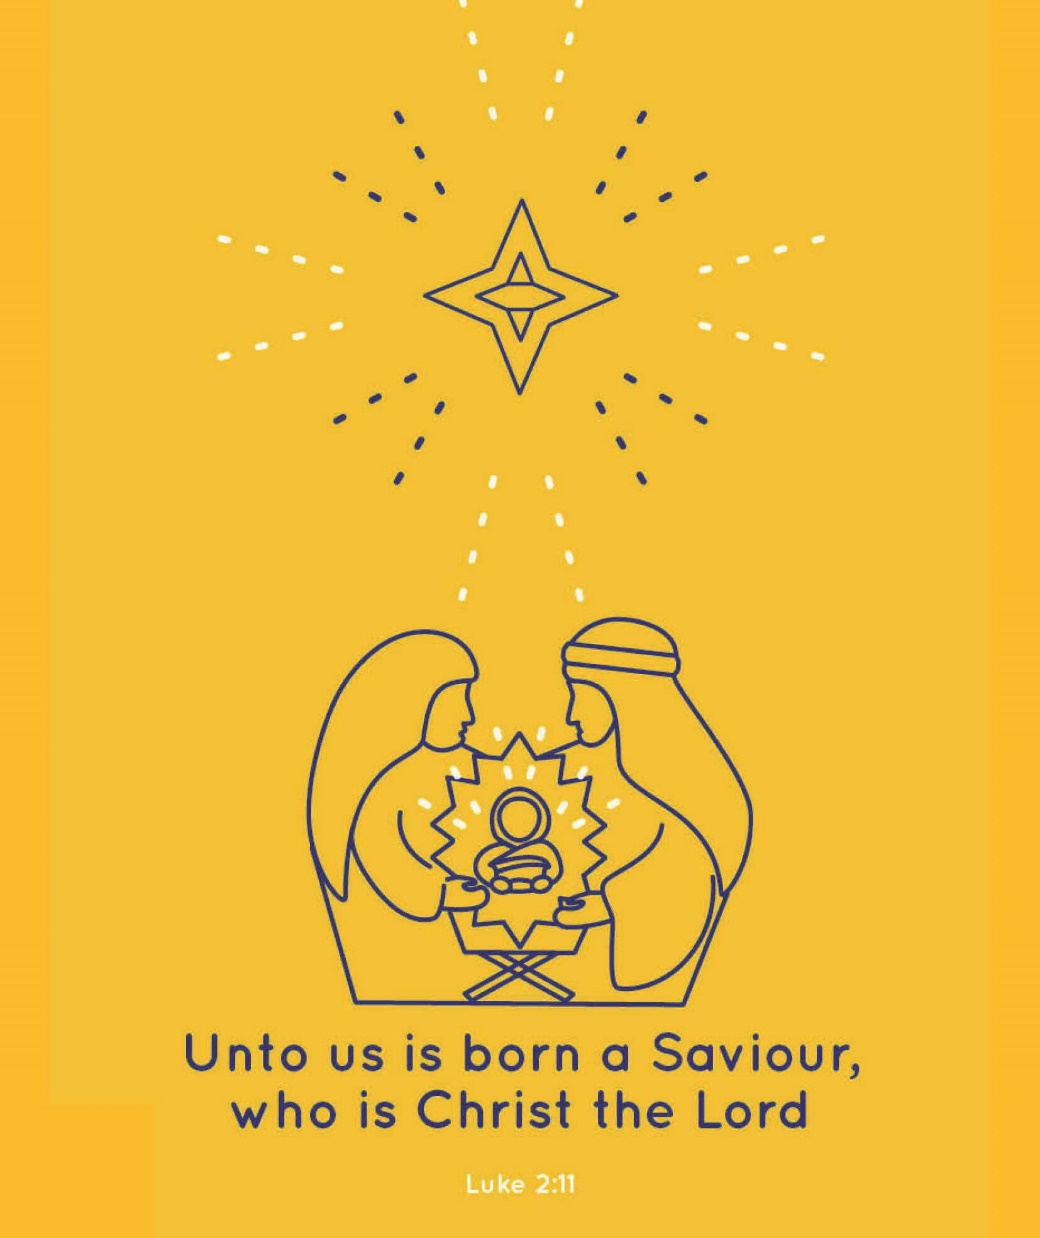 Unto us is born a Saviour,
who is Christ the Lord
Luke 2:11